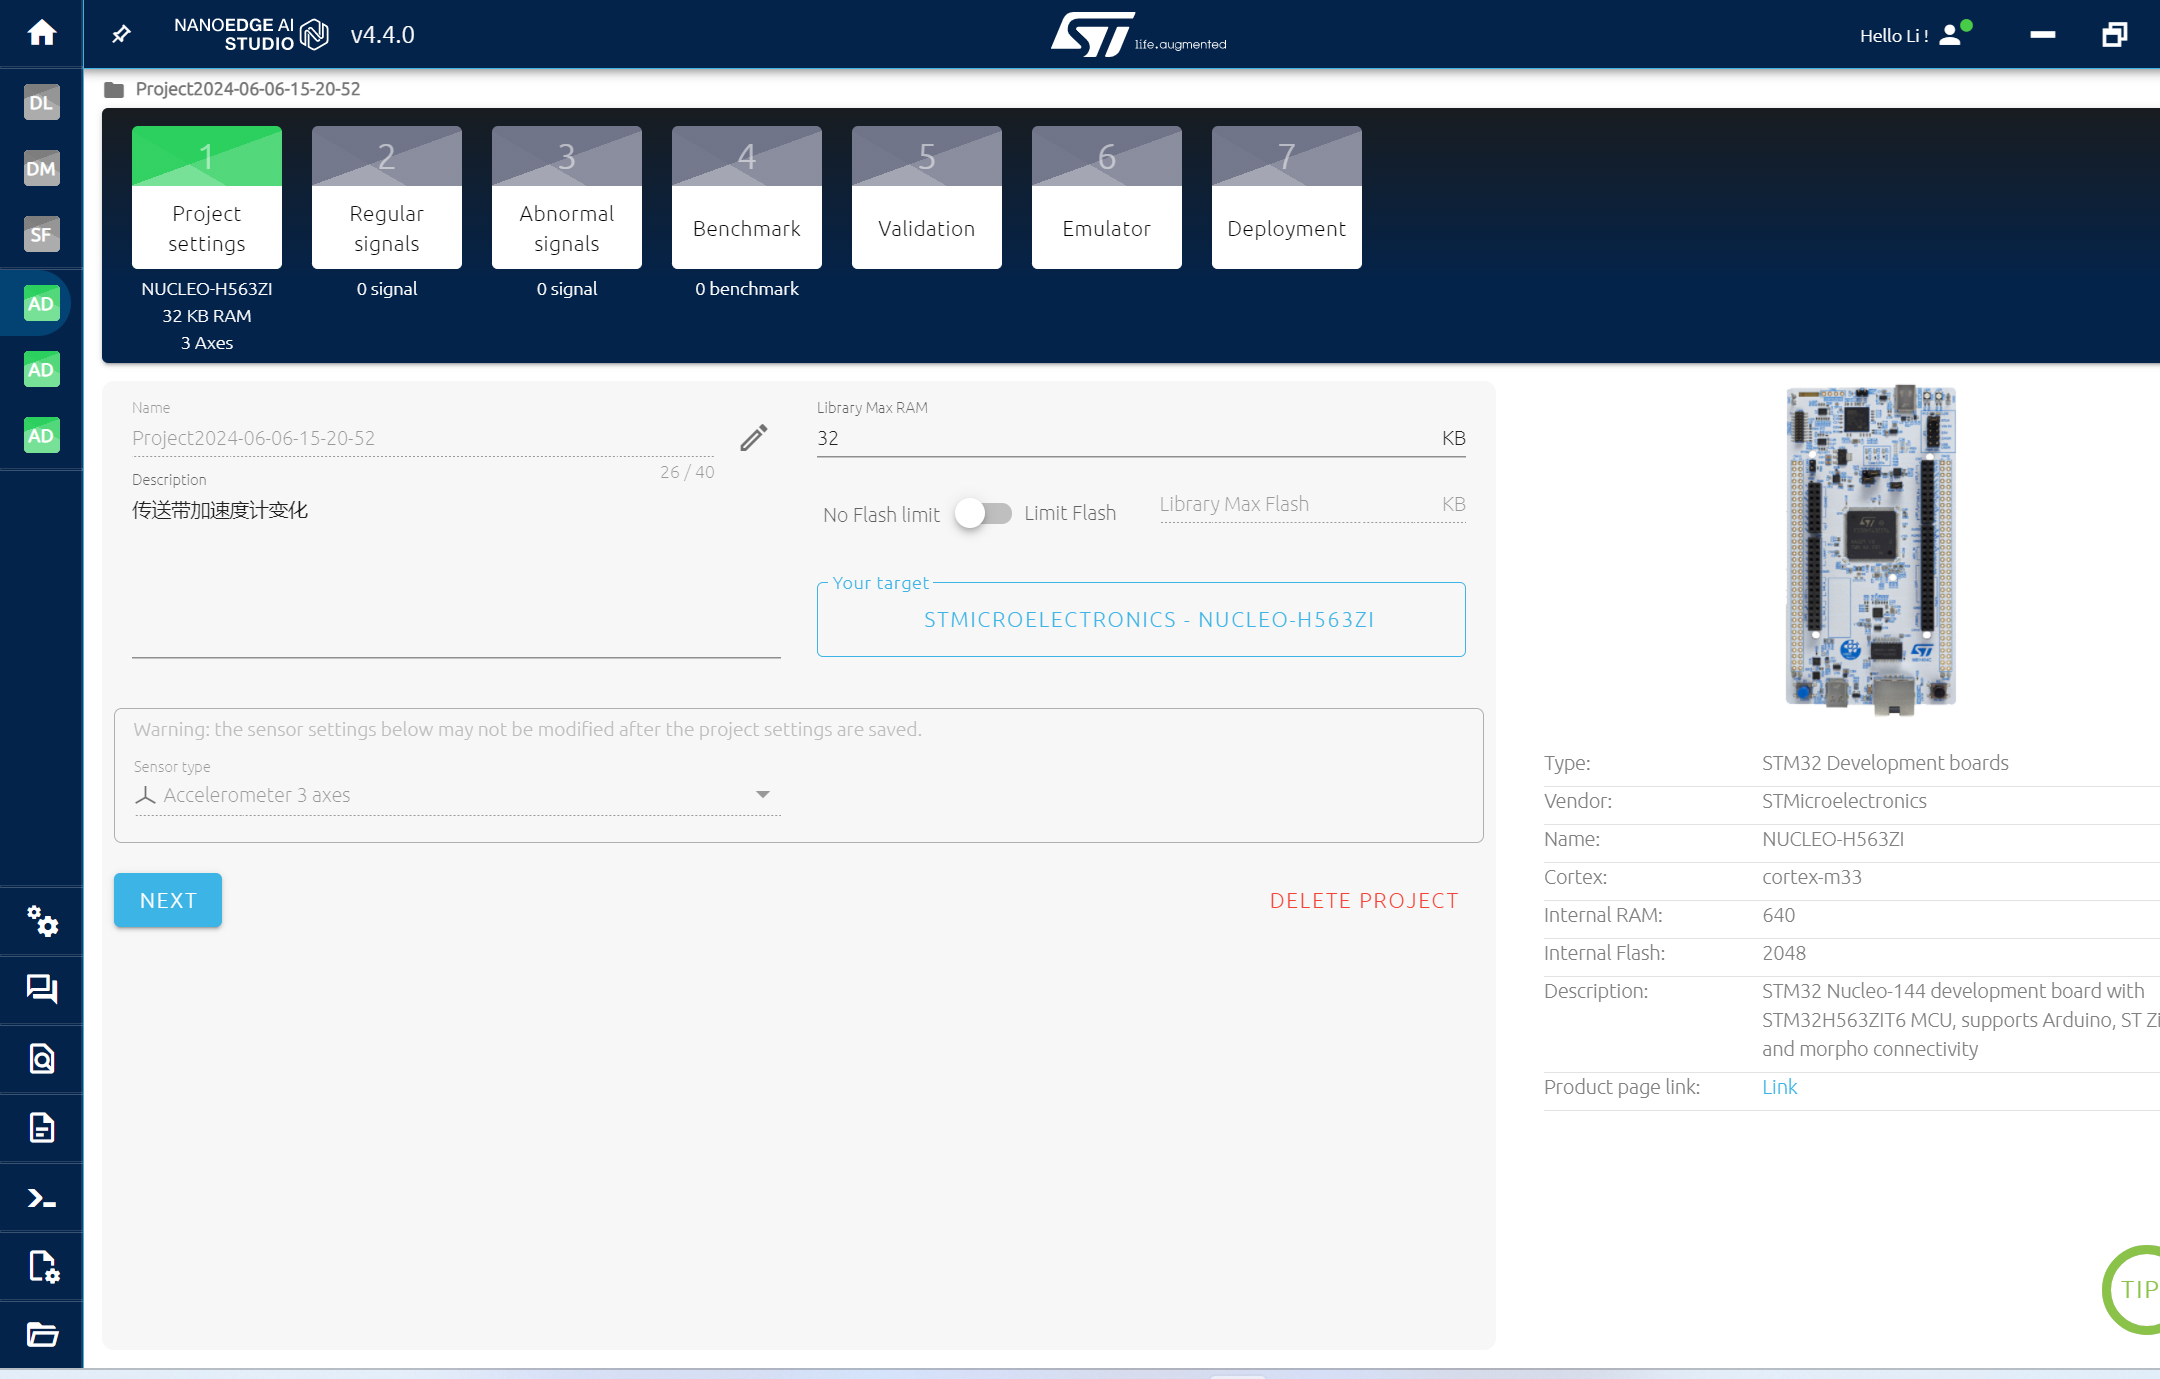 NANOEDGE AI
STUDIO
v4.4.0
life.augmented
Hello Li !
Project2024-06-06-15-20-52
DL
DM
SF
AD
AD
AD
1
Project
settings
2
Regular
signals
3
Abnormal
signals
4
Benchmark
5
Validation
6
Emulator
7
Deployment
NUCLEO-H563ZI
32 KB RAM
3 Axes
0 signal
0 signal
0 benchmark
Name
Project2024-06-06-15-20-52
26 / 40
Description
传送带加速度计变化
Library Max RAM
32 KB
No Flash limit
Limit Flash
Library Max Flash KB
Your target
STMICROELECTRONICS - NUCLEO-H563ZI
Warning: the sensor settings below may not be modified after the project settings are saved.
Sensor type
Accelerometer 3 axes
NEXT
DELETE PROJECT
Type: STM32 Development boards
Vendor: STMicroelectronics
Name: NUCLEO-H563ZI
Cortex: cortex-m33
Internal RAM: 640
Internal Flash: 2048
Description: STM32 Nucleo-144 development board with
STM32H563ZIT6 MCU, supports Arduino, ST Zi
and morpho connectivity
Product page link: Link
TIP